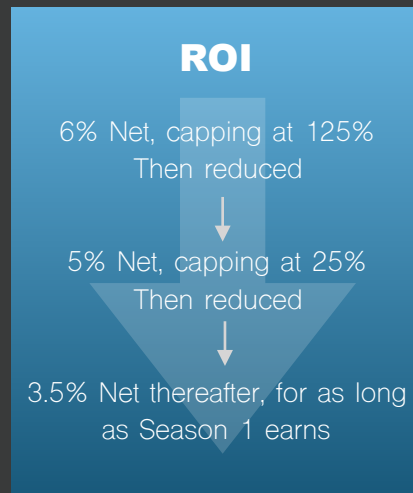 ROI
6% Net, capping at 125%
Then reduced
5% Net, capping at 25%
Then reduced
3.5% Net thereafter, for as long
as Season 1 earns